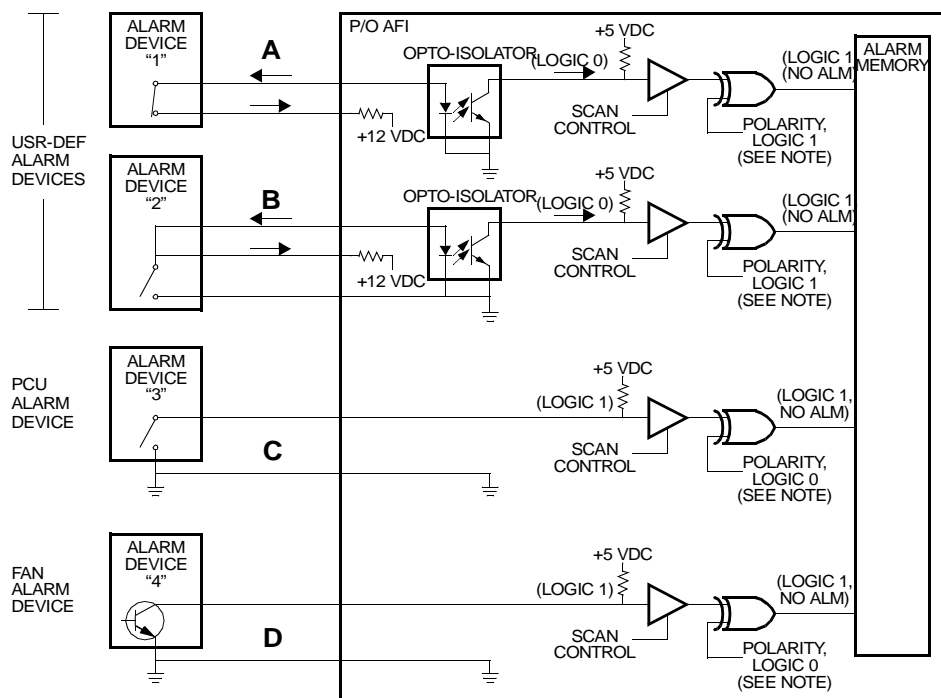 P/O AFI
ALARM
DEVICE
"1"
A
OPTO-ISOLATOR
(LOGIC 0)
+5 VDC
+12 VDC
SCAN
CONTROL
(LOGIC 1
(NO ALM)
POLARITY,
LOGIC 1
(SEE NOTE)
ALARM
MEMORY
USR-DEF
ALARM
DEVICES
ALARM
DEVICE
"2"
B
OPTO-ISOLATOR
(LOGIC 0)
+5 VDC
+12 VDC
SCAN
CONTROL
(LOGIC 1
(NO ALM)
POLARITY,
LOGIC 1
(SEE NOTE)
PCU
ALARM
DEVICE
ALARM
DEVICE
"3"
C
(LOGIC 1)
+5 VDC
SCAN
CONTROL
(LOGIC 1,
NO ALM)
POLARITY,
LOGIC 0
(SEE NOTE)
FAN
ALARM
DEVICE
ALARM
DEVICE
"4"
D
(LOGIC 1)
+5 VDC
SCAN
CONTROL
(LOGIC 1,
NO ALM)
POLARITY,
LOGIC 0
(SEE NOTE)